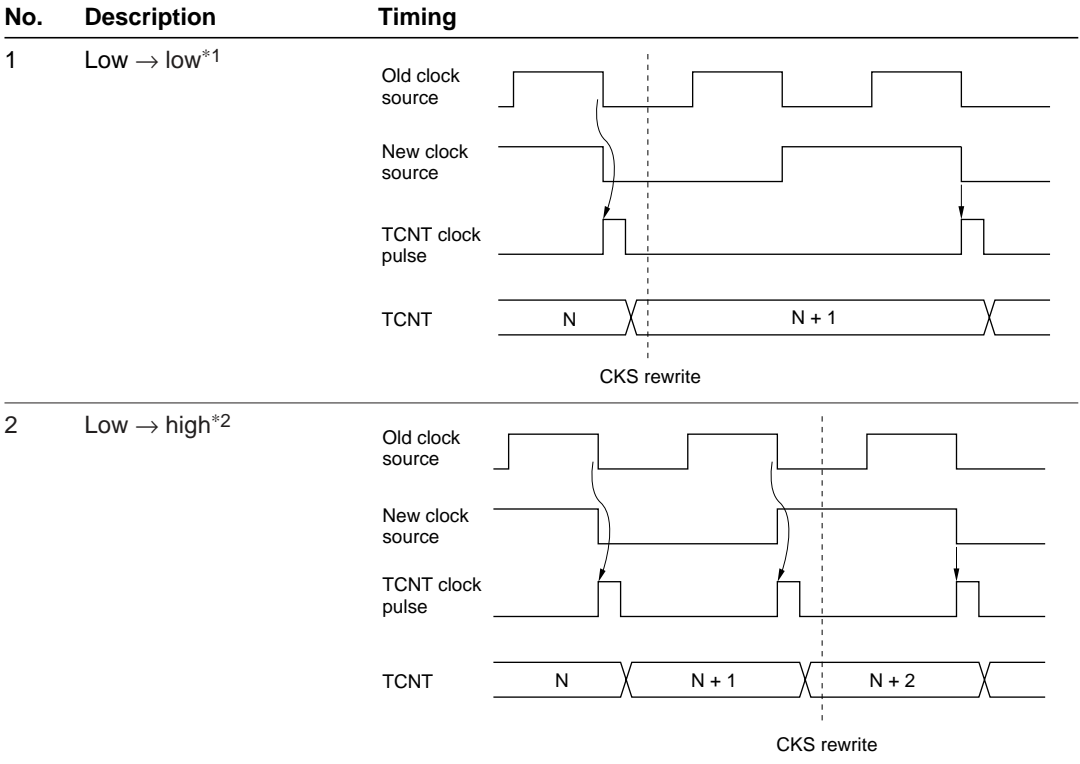 No. Description Timing
1 Low → low*1
Old clock
source
New clock
source
TCNT clock
pulse
TCNT N N + 1
CKS rewrite
2 Low → high*2
Old clock
source
New clock
source
TCNT clock
pulse
TCNT N N + 1 N + 2
CKS rewrite